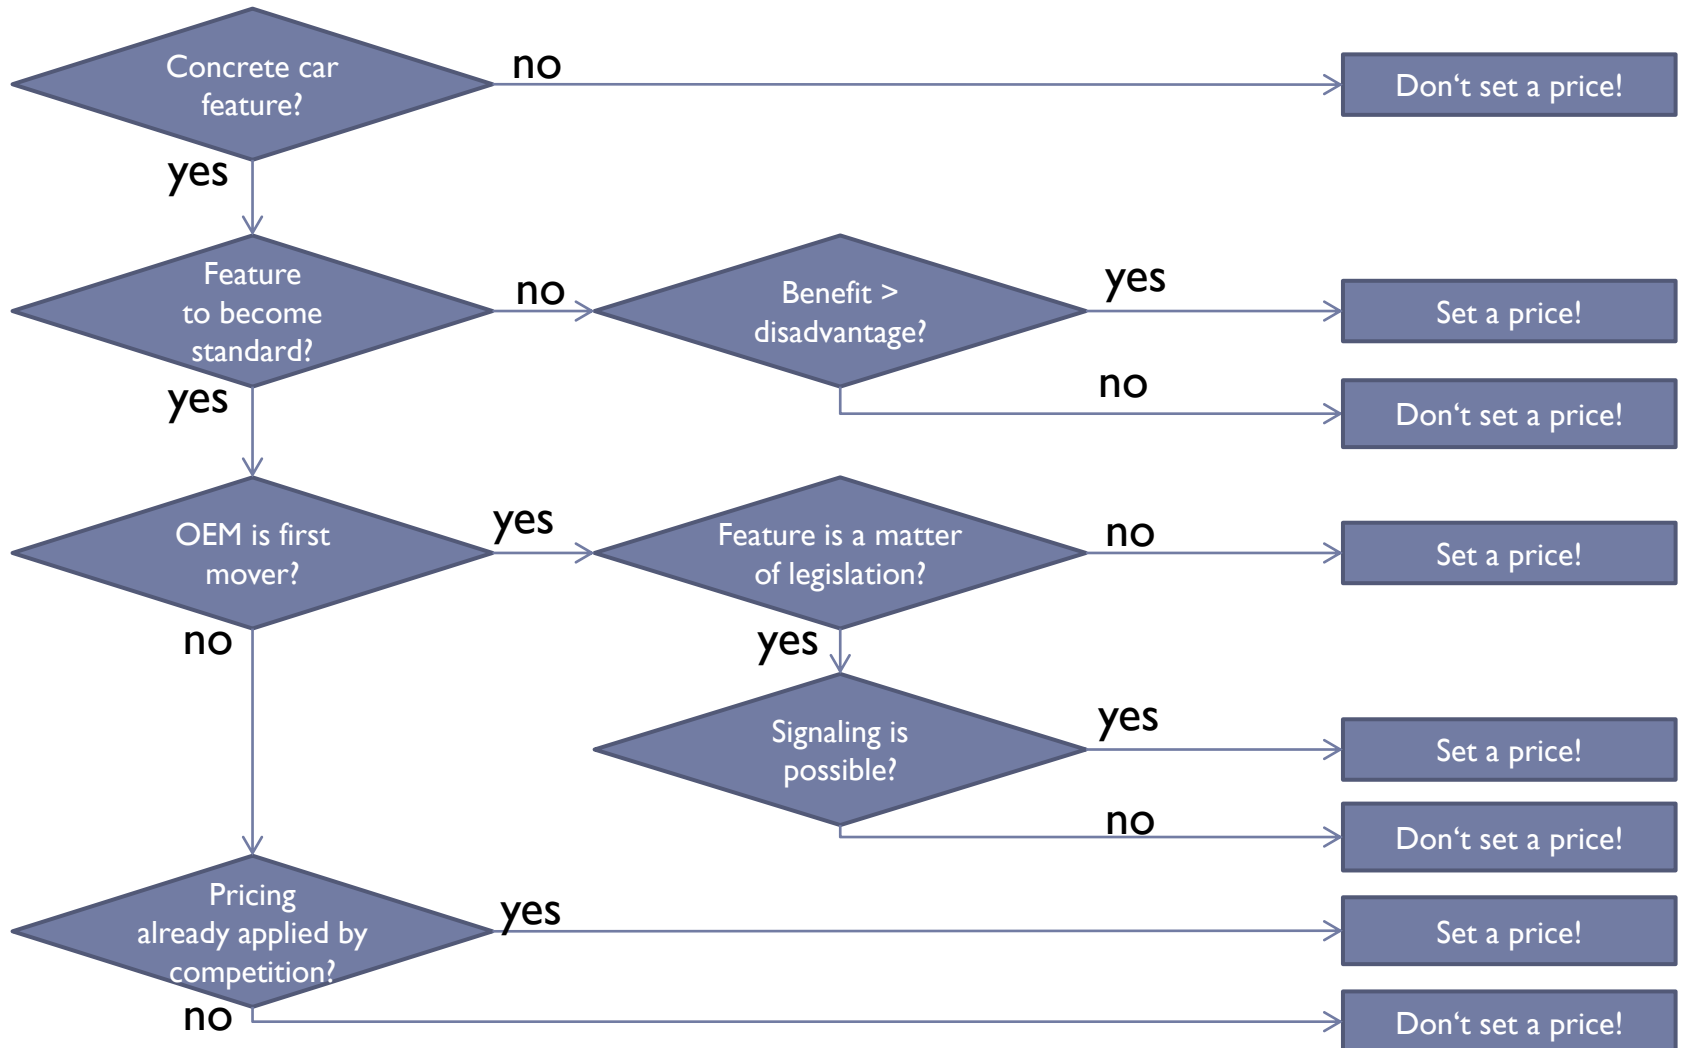 Concrete car
feature?
no
Don‘t set a price!
yes
Feature
to become
standard?
no
Benefit >
disadvantage?
yes
Set a price!
no
Don‘t set a price!
yes
OEM is first
mover?
yes
Feature is a matter
of legislation?
no
Set a price!
no
yes
Signaling is
possible?
yes
Set a price!
no
Don‘t set a price!
Pricing
already applied by
competition?
yes
Set a price!
no
Don‘t set a price!